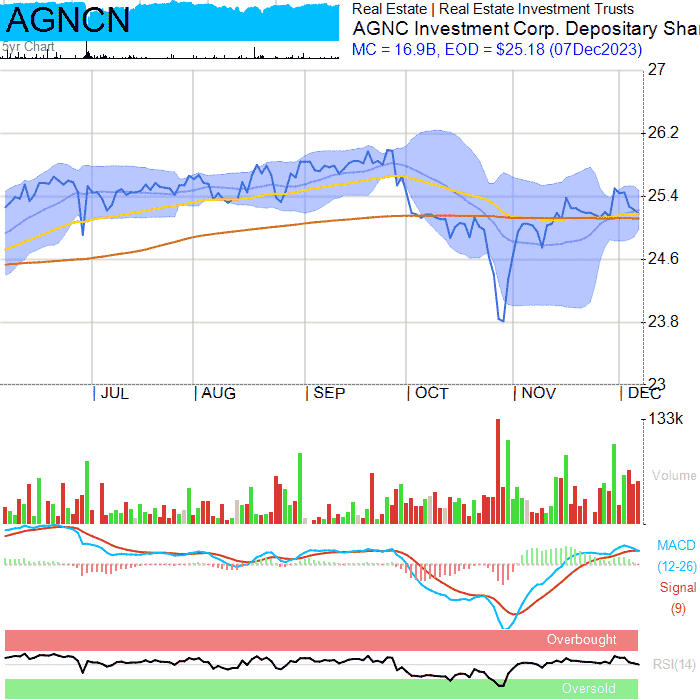 AGNCN
5yr Chart
Real Estate | Real Estate Investment Trusts
AGNC Investment Corp. Depositary Shar
MC = 16.9B, EOD = $25.18 (07Dec2023)
27
26.2
25.4
24.6
23.8
23
JUL
AUG
SEP
OCT
NOV
DEC
133k
Volume
MACD
(12-26)
Signal
(9)
Overbought
RSI(14)
Oversold